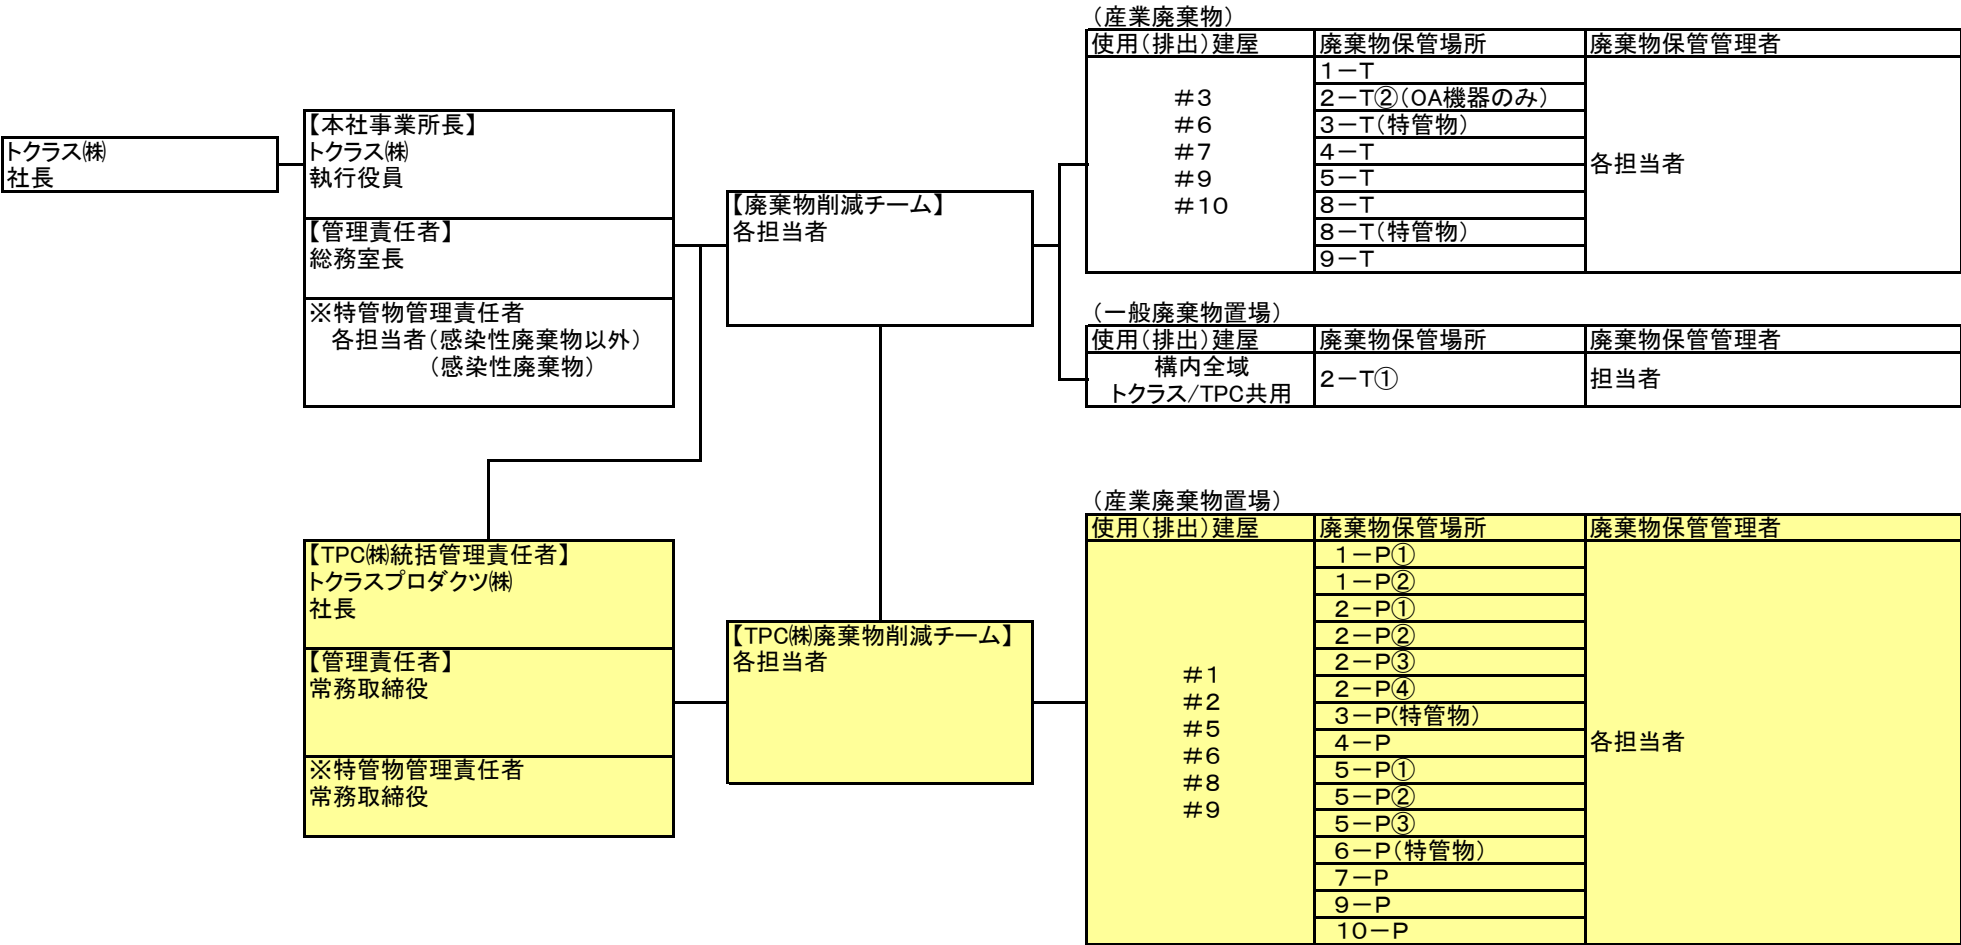 トクラス㈱
社長
【本社事業所長】
トクラス㈱
執行役員
【管理責任者】
総務室長
※特管物管理責任者
各担当者(感染性廃棄物以外)
(感染性廃棄物)
【廃棄物削減チーム】
各担当者
(産業廃棄物)
使用(排出)建屋 廃棄物保管場所 廃棄物保管管理者
#3
#6
#7
#9
#10
1-T
2-T②(OA機器のみ)
3-T(特管物)
4-T
5-T
8-T
8-T(特管物)
9-T
各担当者
(一般廃棄物置場)
使用(排出)建屋 廃棄物保管場所 廃棄物保管管理者
構内全域
トクラス/TPC共用
2-T①
担当者
【TPC㈱統括管理責任者】
トクラスプロダクツ㈱
社長
【管理責任者】
常務取締役
※特管物管理責任者
常務取締役
【TPC㈱廃棄物削減チーム】
各担当者
(産業廃棄物置場)
使用(排出)建屋 廃棄物保管場所 廃棄物保管管理者
#1
#2
#5
#6
#8
#9
1-P①
1-P②
2-P①
2-P②
2-P③
2-P④
3-P(特管物)
4-P
5-P①
5-P②
5-P③
6-P(特管物)
7-P
9-P
10-P
各担当者